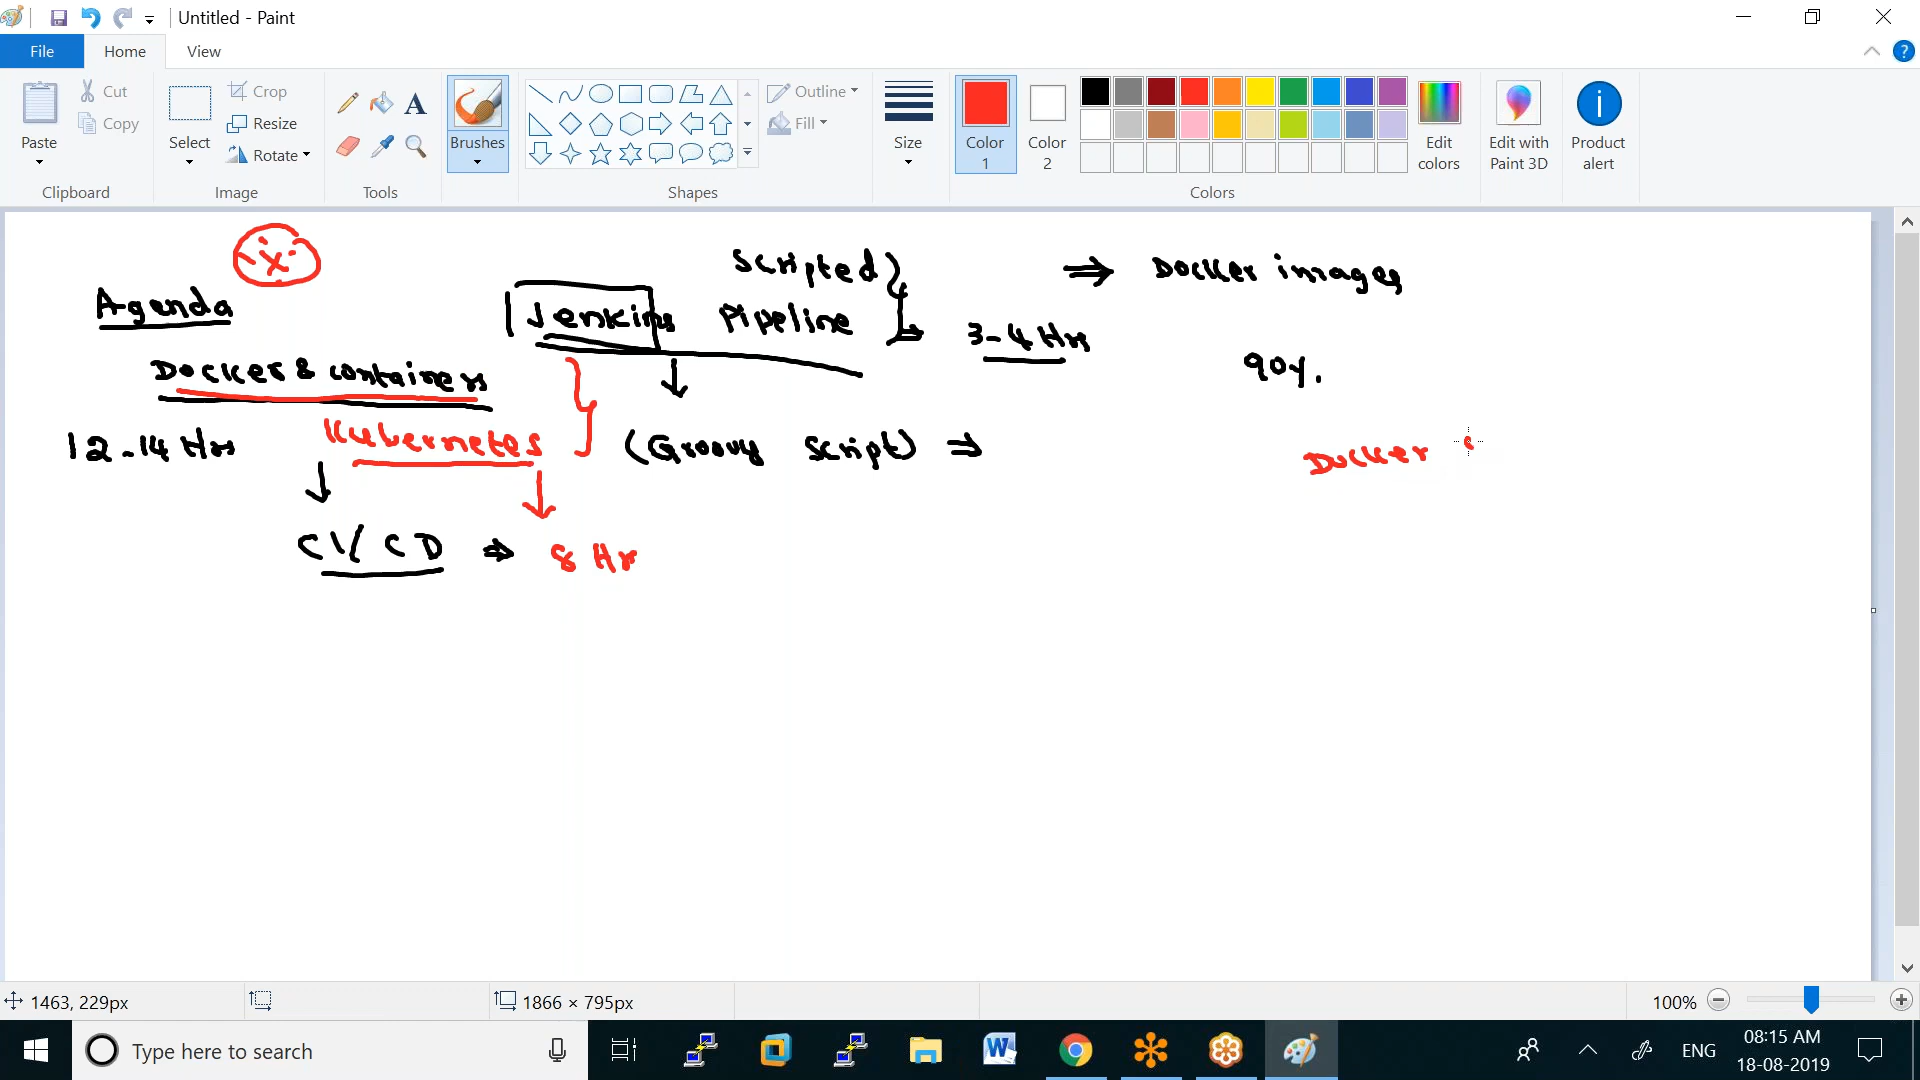 Untitled - Paint
File Home View
Paste
Cut
Copy
Clipboard
Select
Crop
Resize
Rotate
Image
Tools
Brushes
Shapes
Outline
Fill
Size
Color 1
Color 2
Colors
Edit colors
Edit with Paint 3D
Product alert
Agenda
Scripted
Jenkins Pipeline
3-4 Hrs
⇒ Docker images
90%.
Docker & containers
12-14 Hrs
Kubernetes
(Groovy Script) ⇒
Docker
CI/CD ⇒ 8 Hr
1463, 229px
1866 × 795px
100%
Type here to search
ENG
08:15 AM
18-08-2019